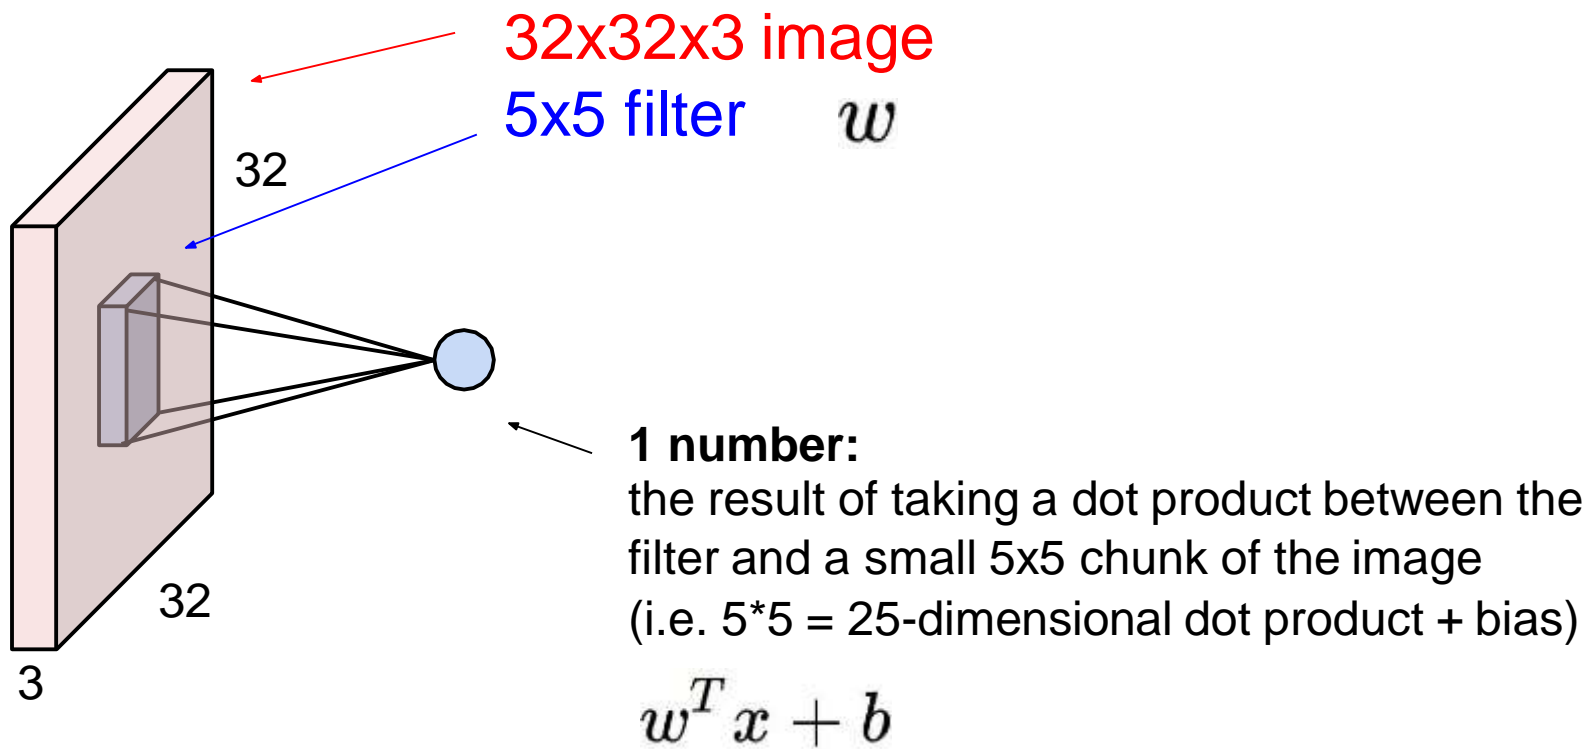 32x32x3 image
5x5 filter w
32
32
3
1 number:
the result of taking a dot product between the
filter and a small 5x5 chunk of the image
(i.e. 5*5 = 25-dimensional dot product + bias)
w^T x + b